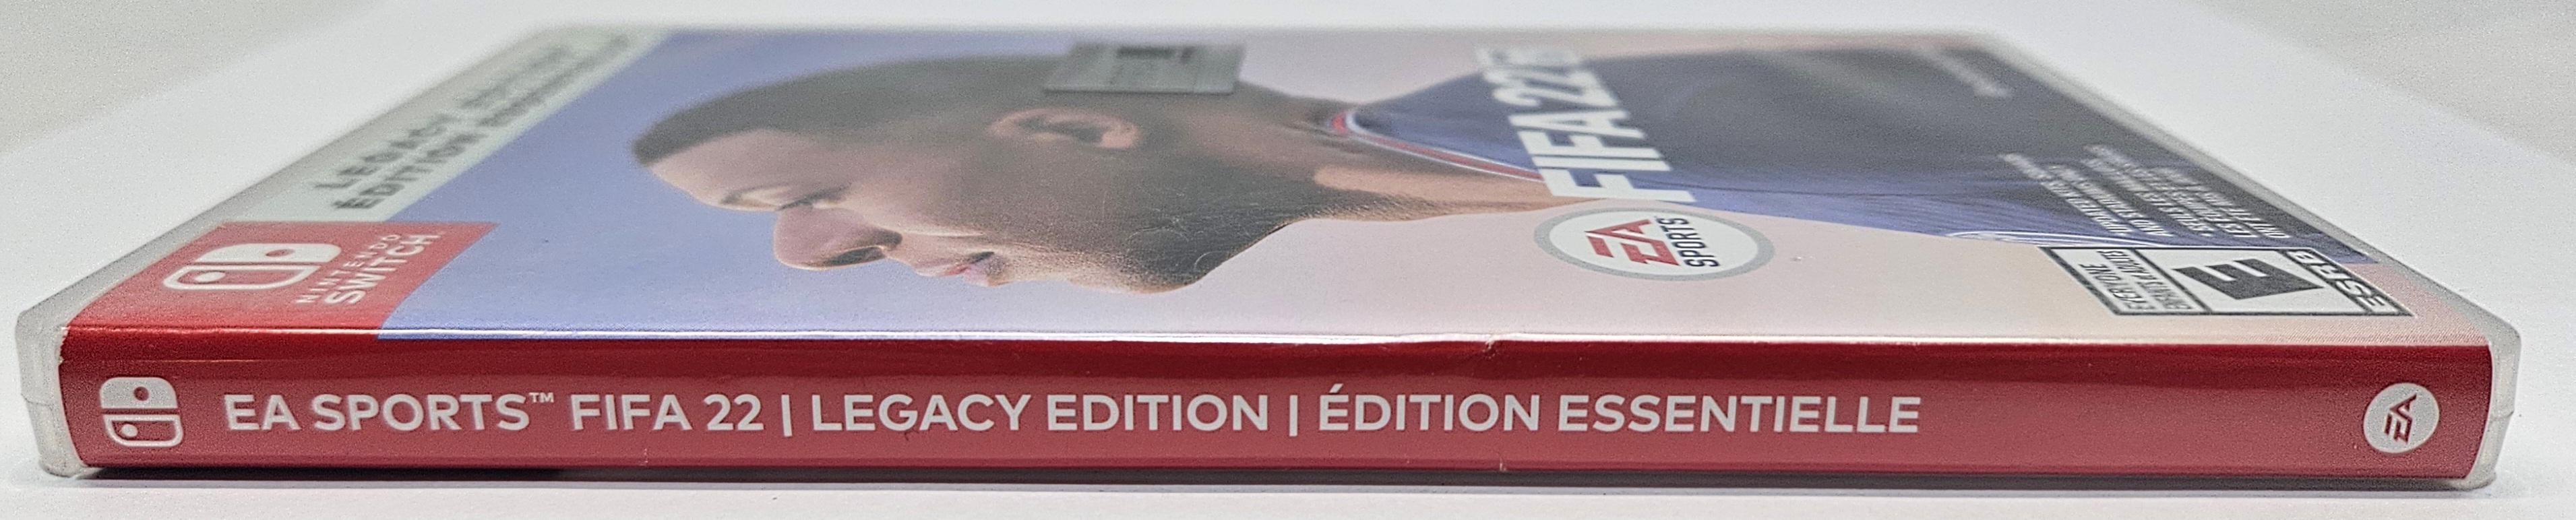 LEGACY EDITION
ÉDITION ESSENTIELLE
NINTENDO
SWITCH
FIFA 22
EA
SPORTS™
EVERYONE
E
ESRB
EA SPORTS™ FIFA 22 | LEGACY EDITION | ÉDITION ESSENTIELLE
EA